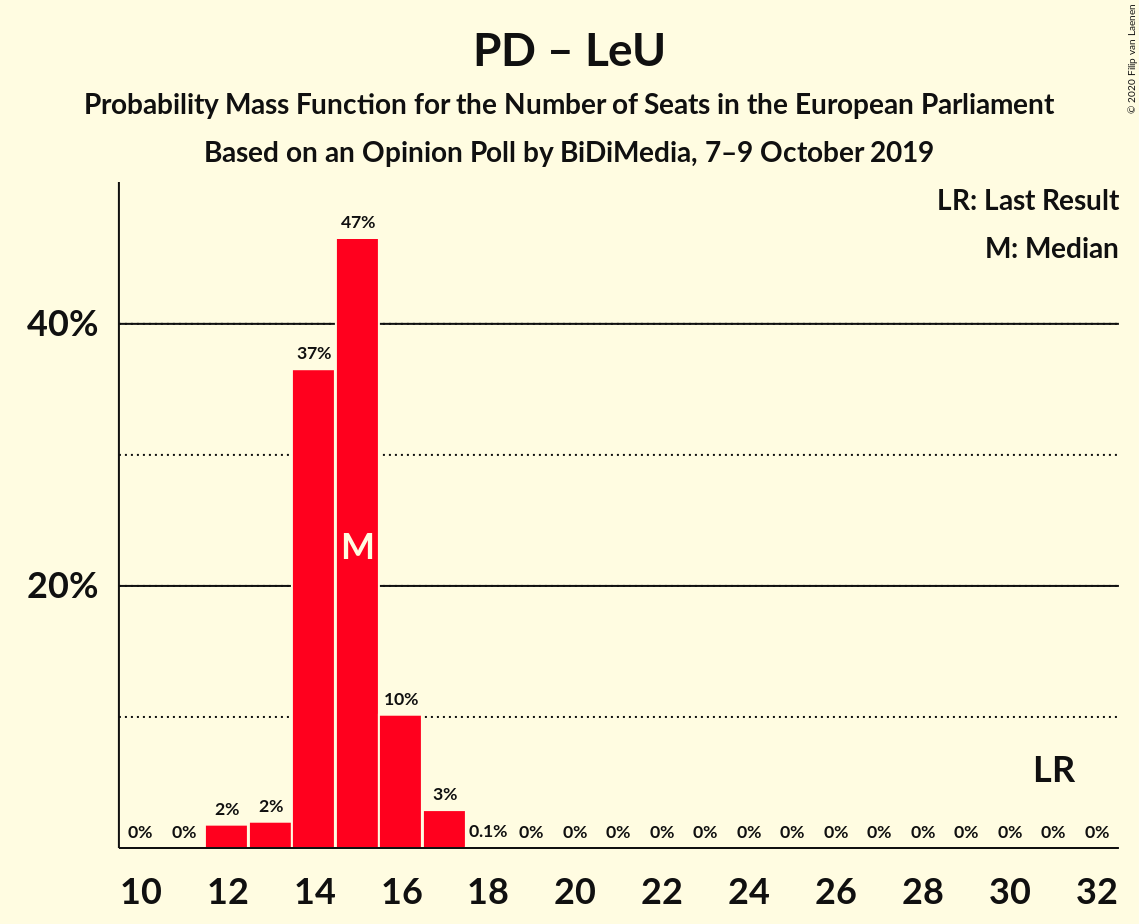 PD – LeU
Probability Mass Function for the Number of Seats in the European Parliament
Based on an Opinion Poll by BiDiMedia, 7–9 October 2019
© 2020 Filip van Laenen
LR: Last Result
M: Median
47%
40%
37%
M
20%
10%
LR
3%
2%
2%
0% 0% 0.1% 0% 0% 0% 0% 0% 0% 0% 0% 0% 0% 0% 0% 0% 0%
10 12 14 16 18 20 22 24 26 28 30 32